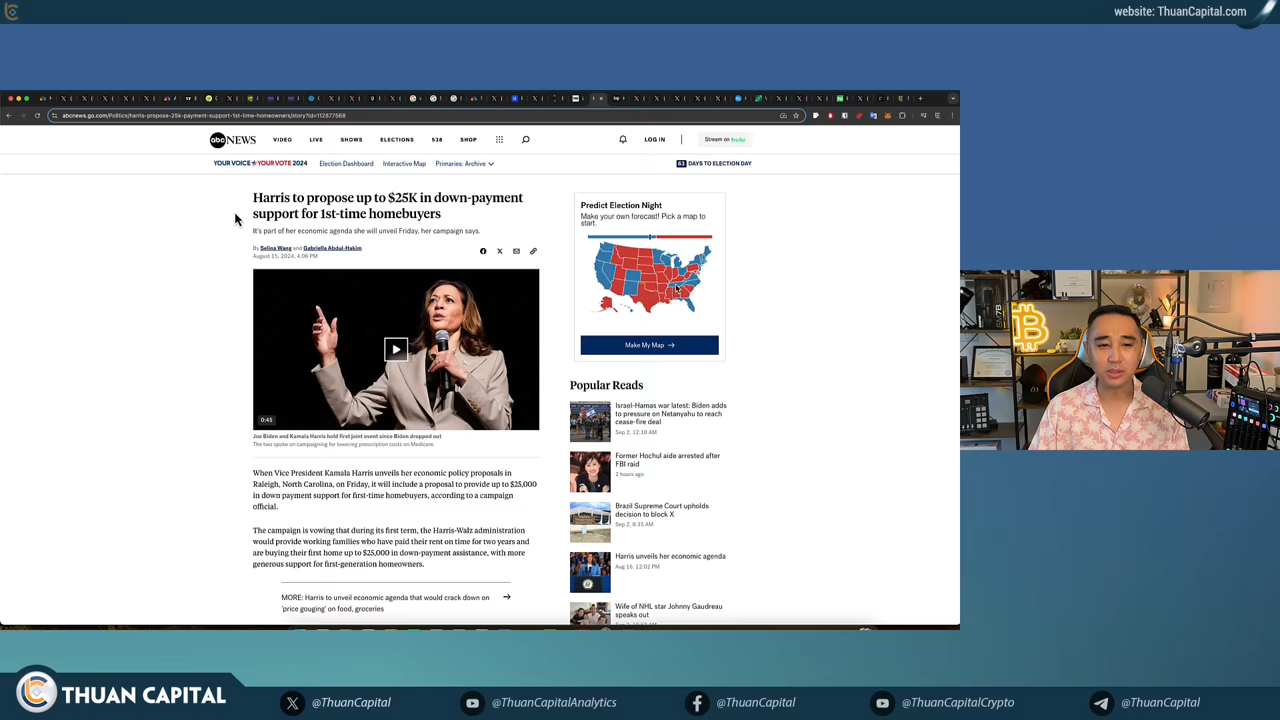 website: ThuanCapital.com
abcnews.go.com/Politics/harris-propose-25k-payment-support-1st-time-homeowners/story?id=112877568
abc NEWS
VIDEO
LIVE
SHOWS
ELECTIONS
538
SHOP
LOG IN
Stream on hulu
YOUR VOICE YOUR VOTE 2024
Election Dashboard
Interactive Map
Primaries: Archive
63 DAYS TO ELECTION DAY
Harris to propose up to $25K in down-payment
support for 1st-time homebuyers
It's part of her economic agenda she will unveil Friday, her campaign says.
By Selina Wang and Gabriella Abdul-Hakim
August 15, 2024, 4:06 PM
0:45
Joe Biden and Kamala Harris hold first joint event since Biden dropped out
The two spoke on campaigning for lowering prescription costs on Medicare.
When Vice President Kamala Harris unveils her economic policy proposals in
Raleigh, North Carolina, on Friday, it will include a proposal to provide up to $25,000
in down payment support for first-time homebuyers, according to a campaign
official.
The campaign is vowing that during its first term, the Harris-Walz administration
would provide working families who have paid their rent on time for two years and
are buying their first home up to $25,000 in down-payment assistance, with more
generous support for first-generation homeowners.
MORE: Harris to unveil economic agenda that would crack down on
'price gouging' on food, groceries
Predict Election Night
Make your own forecast! Pick a map to
start.
Make My Map
Popular Reads
Israel-Hamas war latest: Biden adds
to pressure on Netanyahu to reach
cease-fire deal
Sep 2, 12:10 AM
Former Hochul aide arrested after
FBI raid
2 hours ago
Brazil Supreme Court upholds
decision to block X
Sep 2, 8:35 AM
Harris unveils her economic agenda
Aug 16, 12:02 PM
Wife of NHL star Johnny Gaudreau
speaks out
SM7B
THUAN CAPITAL
@ThuanCapital
@ThuanCapitalAnalytics
@ThuanCapital
@ThuanCapitalCrypto
@ThuanCapital